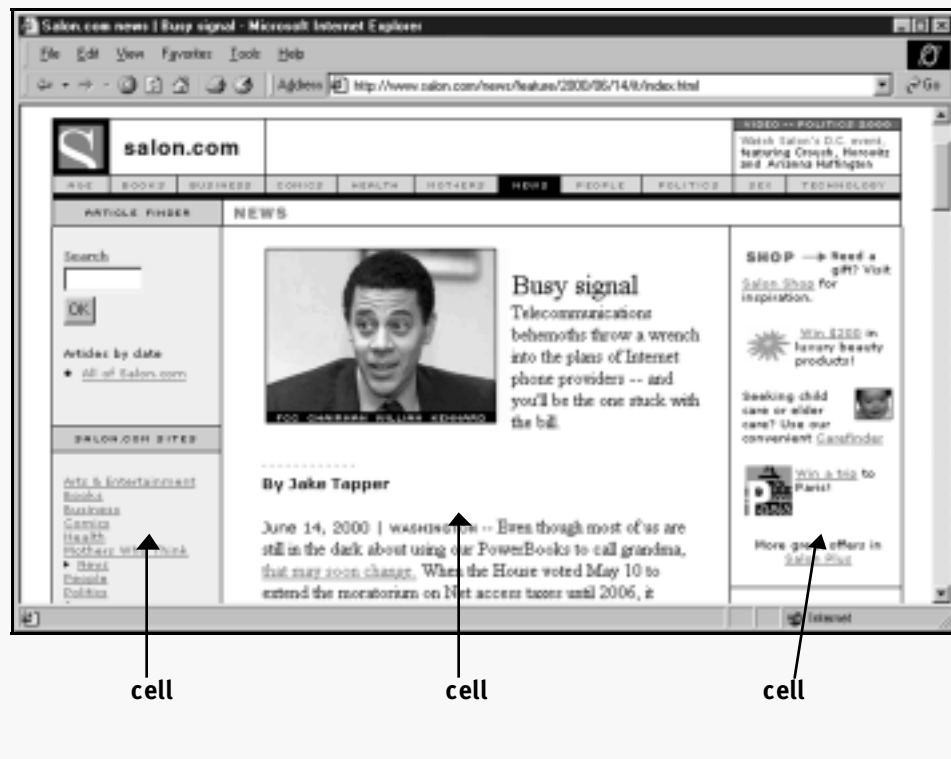 Salon.com news | Busy signal - Microsoft Internet Explorer
File Edit View Favorites Tools Help
Address http://www.salon.com/news/feature/2000/06/14/it/index.html Go
salon.com
VIDEO -- POLITICS 2000
Watch Salon's D.C. event,
featuring Crouch, Horowitz
and Arianna Huffington
BOOKS BUSINESS COMICS HEALTH MOTHERS NEWS PEOPLE POLITICS SEX TECHNOLOGY
ARTICLE FINDER
NEWS
Search
OK
Articles by date
All of Salon.com
SALON.COM SITES
Arts & Entertainment
Books
Business
Comics
Health
Mothers Who Think
News
People
Politics
FCC CHAIRMAN WILLIAM KENNARD
Busy signal
Telecommunications
behemoths throw a wrench
into the plans of Internet
phone providers -- and
you'll be the one stuck with
the bill.
By Jake Tapper
June 14, 2000 | WASHINGTON -- Even though most of us are
still in the dark about using our PowerBooks to call grandma,
that may soon change. When the House voted May 10 to
extend the moratorium on Net access taxes until 2006, it
SHOP Need a
gift? Visit
Salon Shop for
inspiration.
Win $200 in
luxury beauty
products!
Seeking child
care or elder
care? Use our
convenient Carefinder
Win a trip to
Paris!
More great offers in
Salon Plus
Internet
cell cell cell